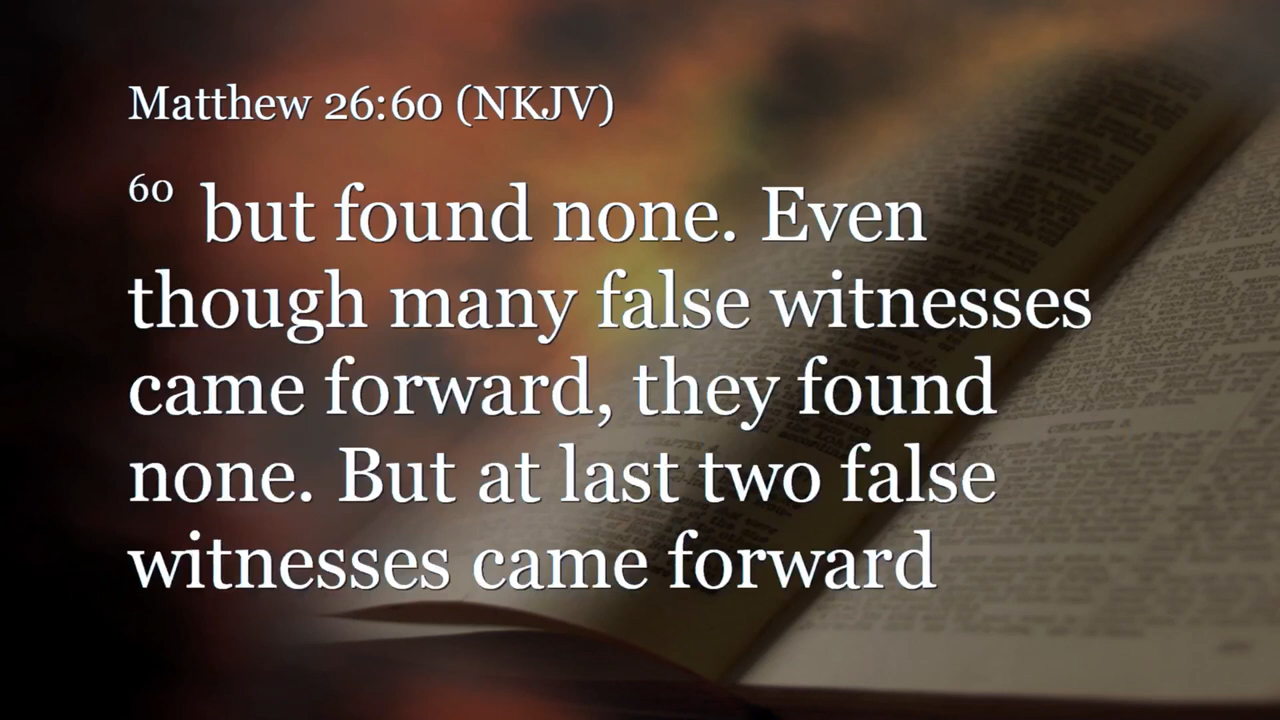 Matthew 26:60 (NKJV)
60 but found none. Even
though many false witnesses
came forward, they found
none. But at last two false
witnesses came forward